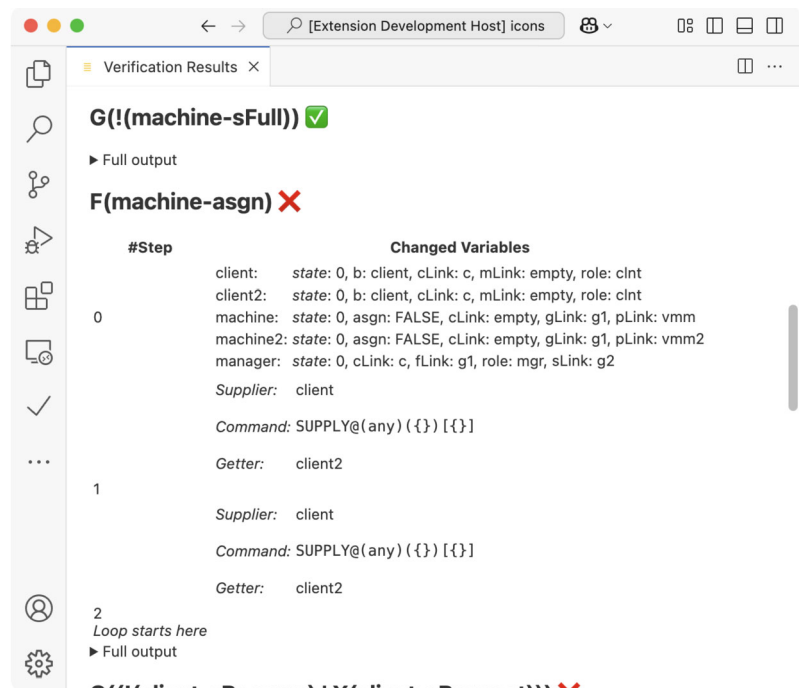 [Extension Development Host] icons
Verification Results
G(!(machine-sFull)) ✅
▶ Full output
F(machine-asgn) ❌
#Step Changed Variables
0
client: state: 0, b: client, cLink: c, mLink: empty, role: clnt
client2: state: 0, b: client, cLink: c, mLink: empty, role: clnt
machine: state: 0, asgn: FALSE, cLink: empty, gLink: g1, pLink: vmm
machine2: state: 0, asgn: FALSE, cLink: empty, gLink: g1, pLink: vmm2
manager: state: 0, cLink: c, fLink: g1, role: mgr, sLink: g2
Supplier: client
Command: SUPPLY@(any)({})[{}]
Getter: client2
1
Supplier: client
Command: SUPPLY@(any)({})[{}]
Getter: client2
2
Loop starts here
▶ Full output